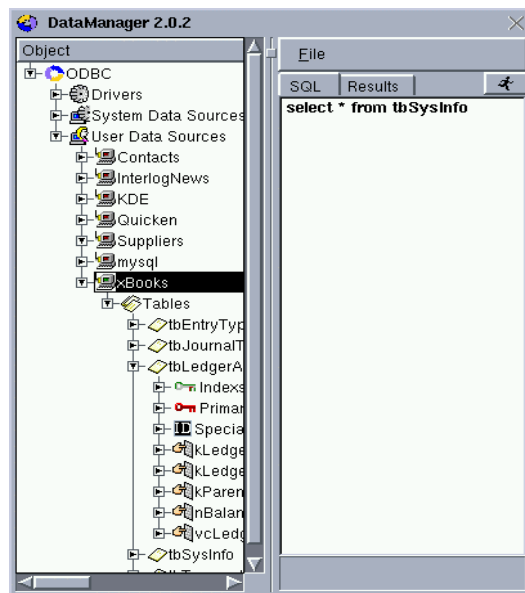 DataManager 2.0.2
Object
ODBC
Drivers
System Data Sources
User Data Sources
Contacts
InterlogNews
KDE
Quicken
Suppliers
mysql
xBooks
Tables
tbEntryTyp
tbJournalT
tbLedgerA
Indexs
Primar
Specia
kLedge
kLedge
kParen
nBalan
vcLedg
tbSysInfo
File
SQL Results
select * from tbSysInfo